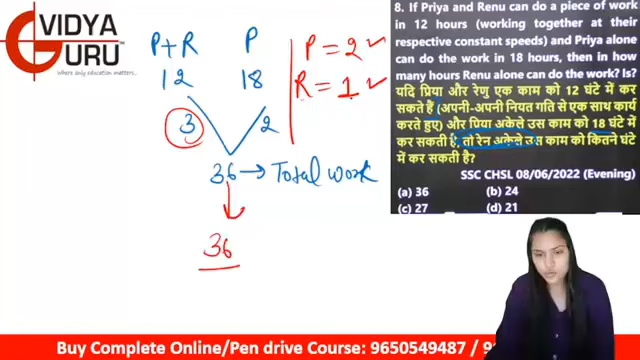 VIDYA
GURU
Where only education matters...
P+R P
12 18
3 2
36 → Total work
36
P = 2 ✓
R = 1 ✓
8. If Priya and Renu can do a piece of work
in 12 hours (working together at their
respective constant speeds) and Priya alone
can do the work in 18 hours, then in how
many hours Renu alone can do the work? Is?
यदि प्रिया और रेणु एक काम को 12 घंटे में कर
सकते हैं (अपनी-अपनी नियत गति से एक साथ कार्य
करते हुए) और प्रिया अकेले उस काम को 18 घंटे में
कर सकती है, तो रेन अकेले उस काम को कितने घंटे
में कर सकती है?
SSC CHSL 08/06/2022 (Evening)
(a) 36 (b) 24
(c) 27 (d) 21
Buy Complete Online/Pen drive Course: 9650549487 /